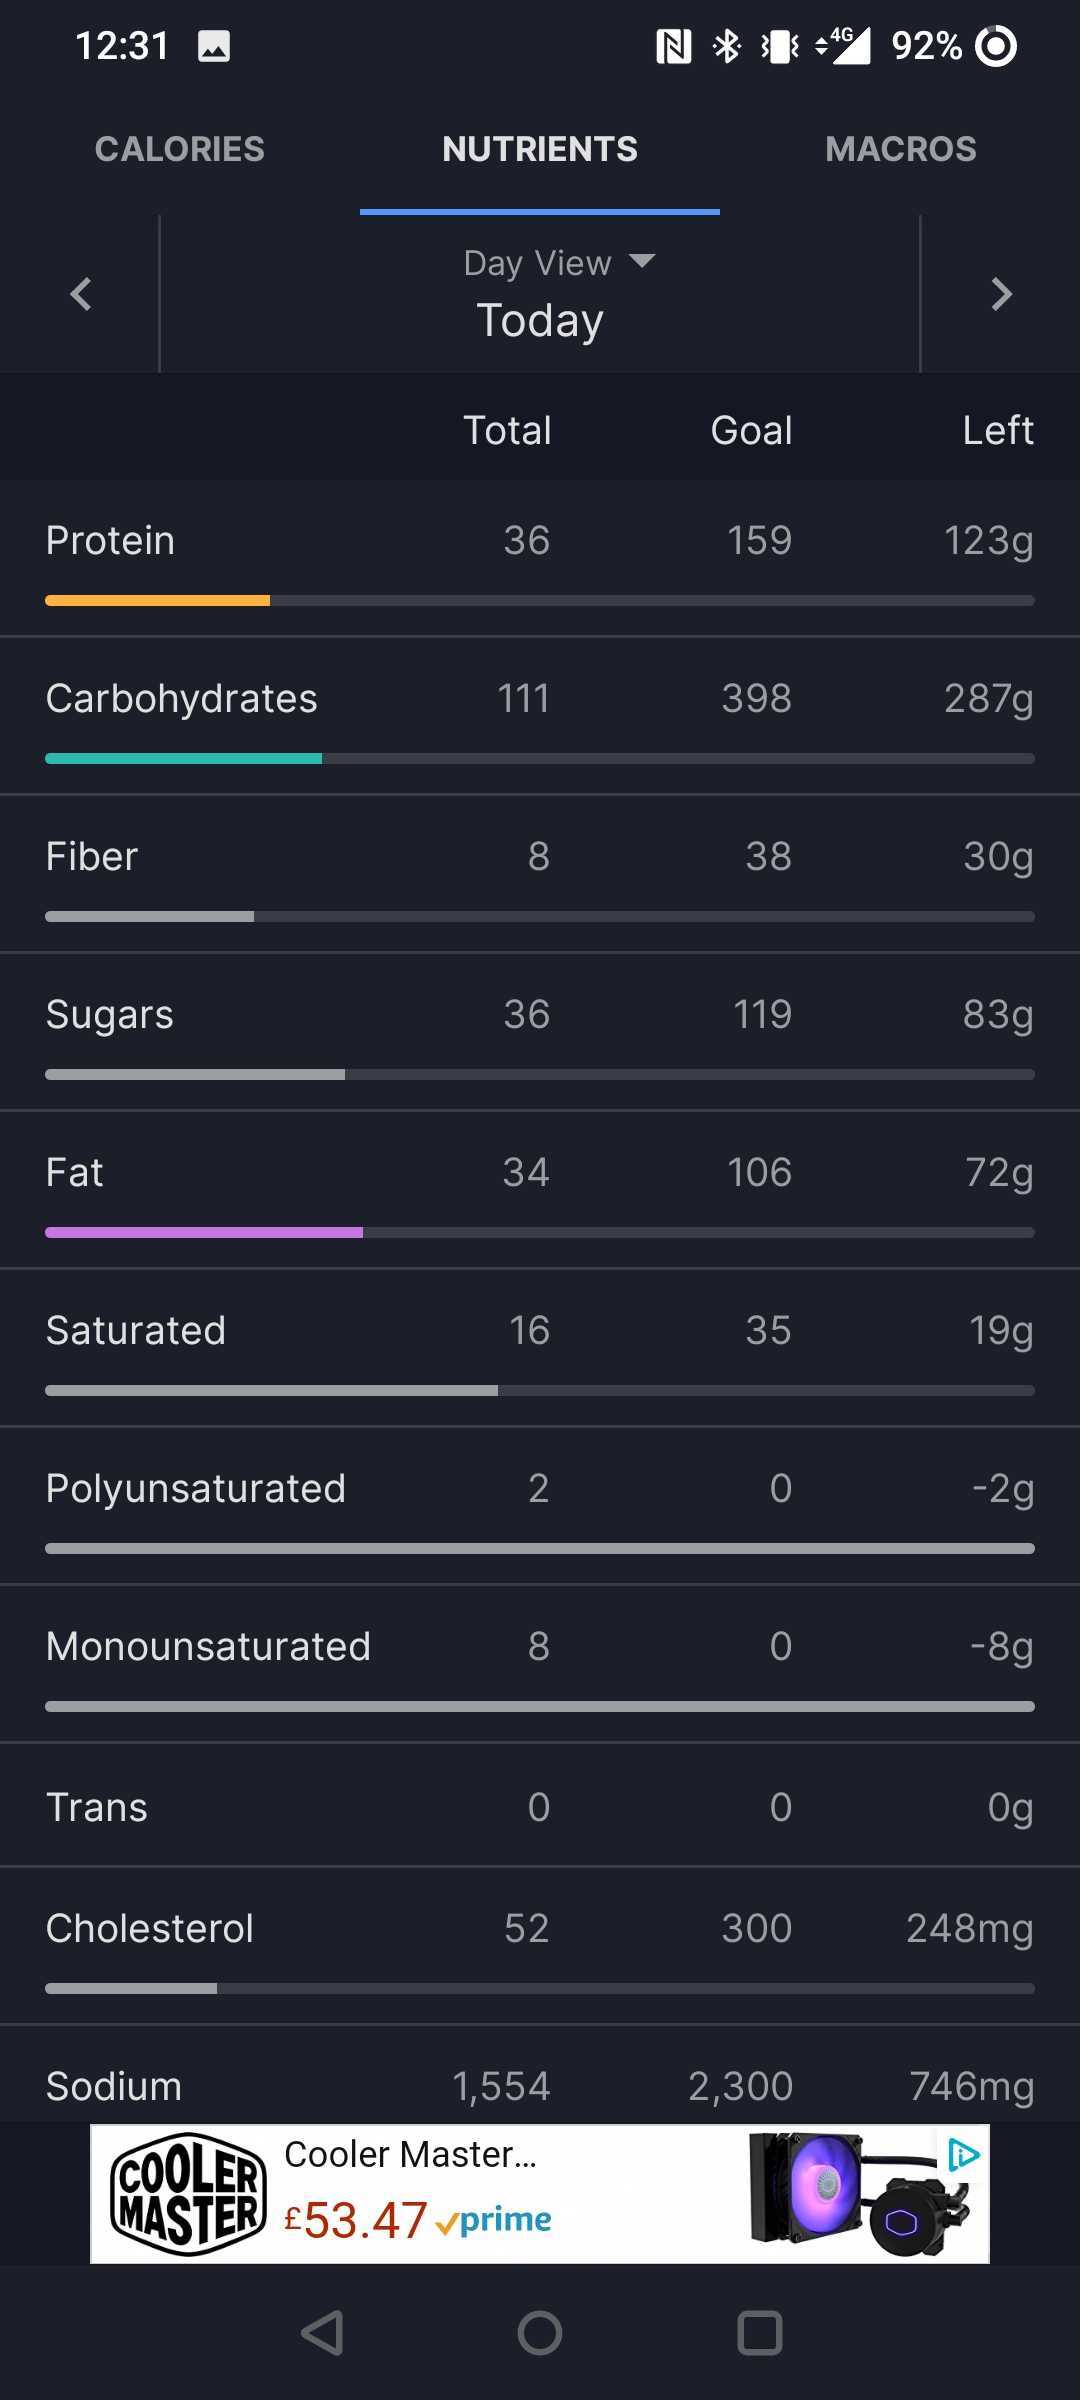 12:31 4G 92%
CALORIES NUTRIENTS MACROS
Day View
Today
Total Goal Left
Protein 36 159 123g
Carbohydrates 111 398 287g
Fiber 8 38 30g
Sugars 36 119 83g
Fat 34 106 72g
Saturated 16 35 19g
Polyunsaturated 2 0 -2g
Monounsaturated 8 0 -8g
Trans 0 0 0g
Cholesterol 52 300 248mg
Sodium 1,554 2,300 746mg
COOLER
MASTER
Cooler Master...
£53.47 prime